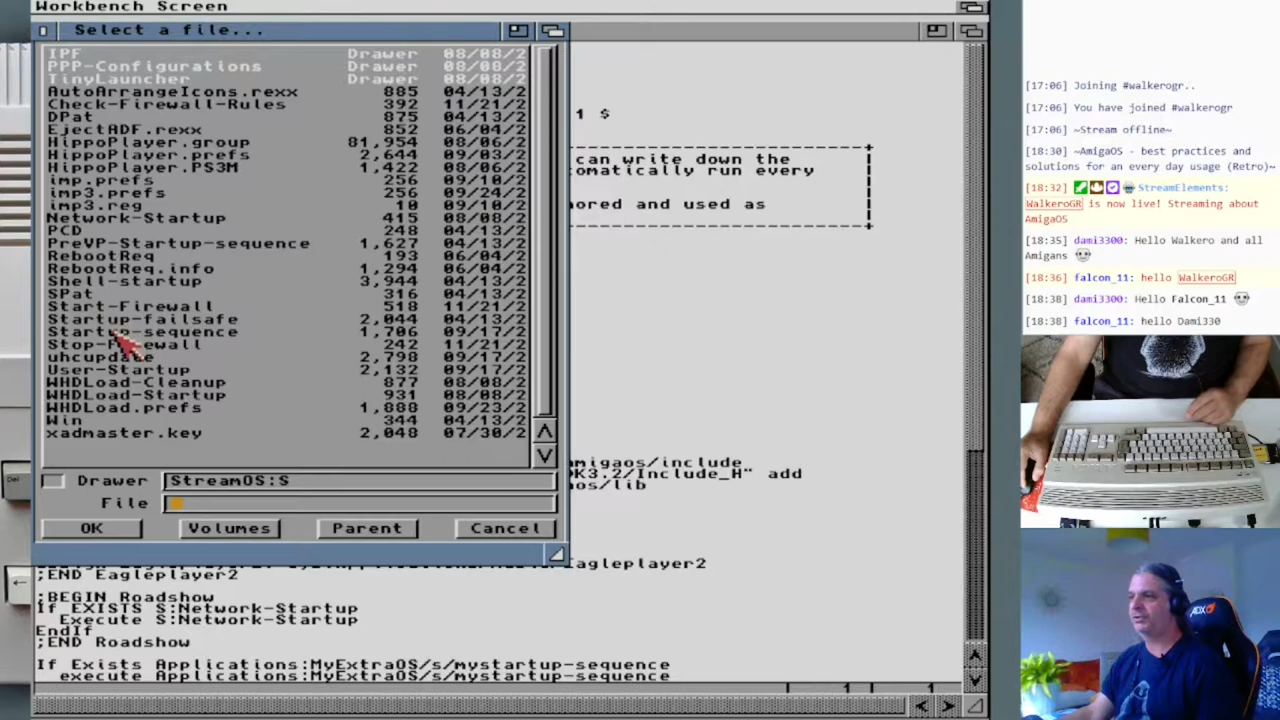 Workbench Screen
Select a file...
IPF Drawer 08/08/2
PPP-Configurations Drawer 08/08/2
TinyLauncher Drawer 08/08/2
AutoArrangeIcons.rexx 885 04/13/2
Check-Firewall-Rules 392 11/21/2
DPat 875 04/13/2
EjectADF.rexx 852 06/04/2
HippoPlayer.group 81,954 08/06/2
HippoPlayer.prefs 2,644 09/03/2
HippoPlayer.PS3M 1,422 08/06/2
imp.prefs 256 09/10/2
imp3.prefs 256 09/24/2
imp3.reg 18 09/10/2
Network-Startup 415 08/08/2
PCD 248 04/13/2
PreVP-Startup-sequence 1,627 04/13/2
RebootReq 193 06/04/2
RebootReq.info 1,294 06/04/2
Shell-startup 3,944 04/13/2
SPat 316 04/13/2
Start-Firewall 518 11/21/2
Startup-failsafe 2,044 04/13/2
Startup-sequence 1,706 09/17/2
Stop-Firewall 242 11/21/2
uhcupdate 2,798 09/17/2
User-Startup 2,132 09/17/2
WHDLoad-Cleanup 877 08/08/2
WHDLoad-Startup 931 08/08/2
WHDLoad.prefs 1,888 09/23/2
Win 344 04/13/2
xadmaster.key 2,048 07/30/2
Drawer StreamOS:S
File
OK Volumes Parent Cancel
1 $
can write down the
omatically run every
nored and used as
amigaos/include
DK3.2/Include_H" add
aos/lib
Eagleplayer2
;END Eagleplayer2
;BEGIN Roadshow
If EXISTS S:Network-Startup
Execute S:Network-Startup
EndIf
;END Roadshow
If Exists Applications:MyExtraOS/s/mystartup-sequence
execute Applications:MyExtraOS/s/mystartup-sequence
1 1
Del
[17:06] Joining #walkerogr..
[17:06] You have joined #walkerogr
[17:06] ~Stream offline~
[18:30] ~AmigaOS - best practices and
solutions for an every day usage (Retro)~
[18:32] StreamElements:
WalkeroGR is now live! Streaming about
AmigaOS
[18:35] dami3300: Hello Walkero and all
Amigans
[18:36] falcon_11: hello WalkeroGR
[18:38] dami3300: Hello Falcon_11
[18:38] falcon_11: hello Dami330
ADX